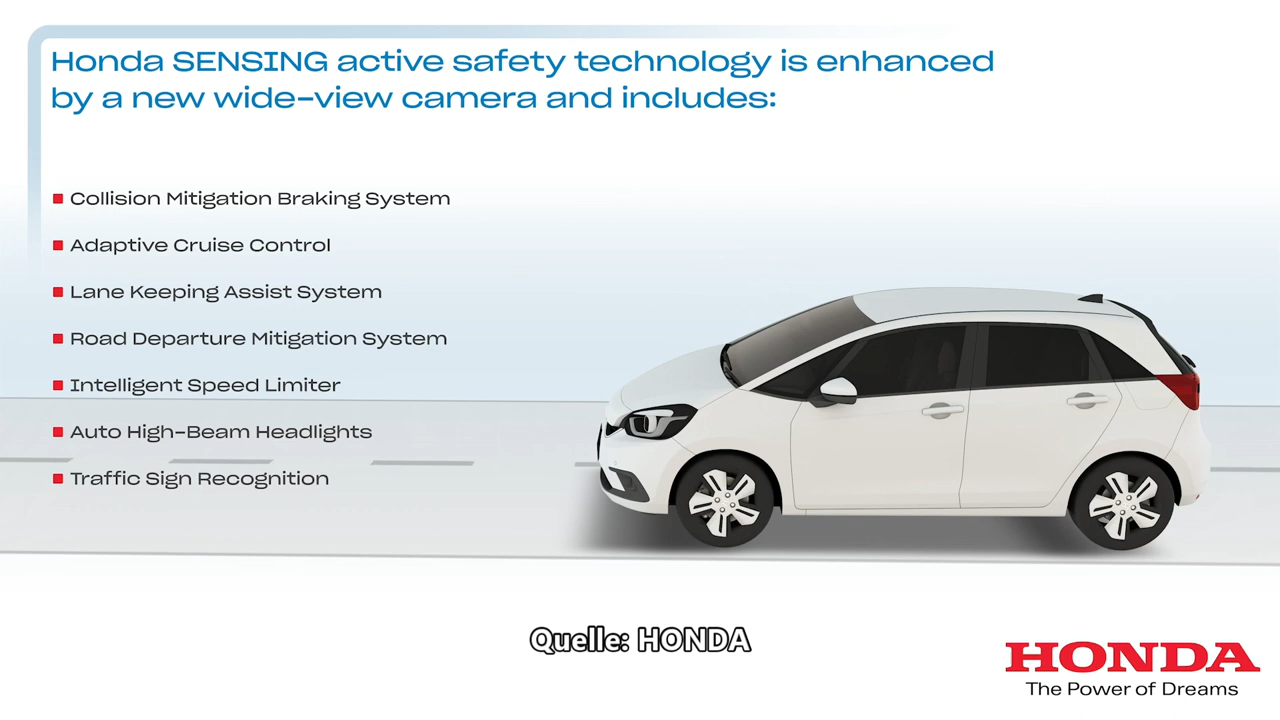 Honda SENSING active safety technology is enhanced
by a new wide-view camera and includes:
Collision Mitigation Braking System
Adaptive Cruise Control
Lane Keeping Assist System
Road Departure Mitigation System
Intelligent Speed Limiter
Auto High-Beam Headlights
Traffic Sign Recognition
Quelle: HONDA
HONDA
The Power of Dreams